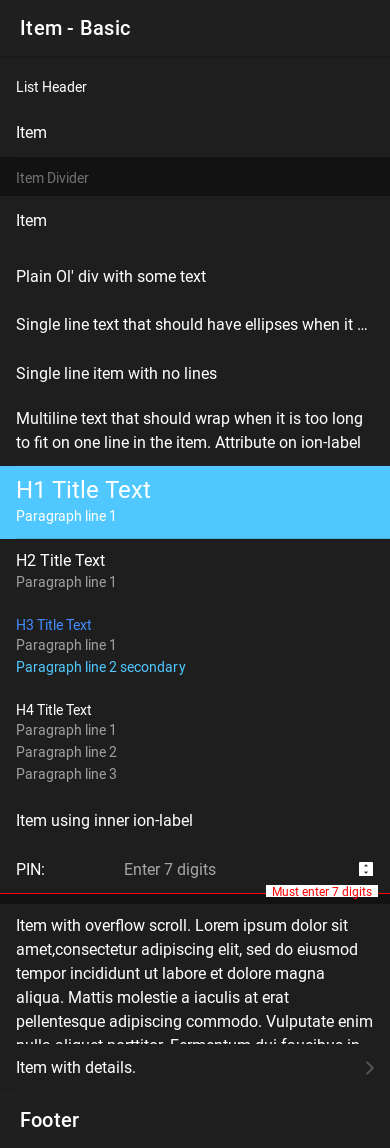 Item - Basic
List Header
Item
Item Divider
Item
Plain Ol' div with some text
Single line text that should have ellipses when it ...
Single line item with no lines
Multiline text that should wrap when it is too long
to fit on one line in the item. Attribute on ion-label
H1 Title Text
Paragraph line 1
H2 Title Text
Paragraph line 1
H3 Title Text
Paragraph line 1
Paragraph line 2 secondary
H4 Title Text
Paragraph line 1
Paragraph line 2
Paragraph line 3
Item using inner ion-label
PIN: Enter 7 digits
Must enter 7 digits
Item with overflow scroll. Lorem ipsum dolor sit
amet,consectetur adipiscing elit, sed do eiusmod
tempor incididunt ut labore et dolore magna
aliqua. Mattis molestie a iaculis at erat
pellentesque adipiscing commodo. Vulputate enim
nulla aliquet porttitor. Fermentum dui faucibus in
Item with details.
Footer